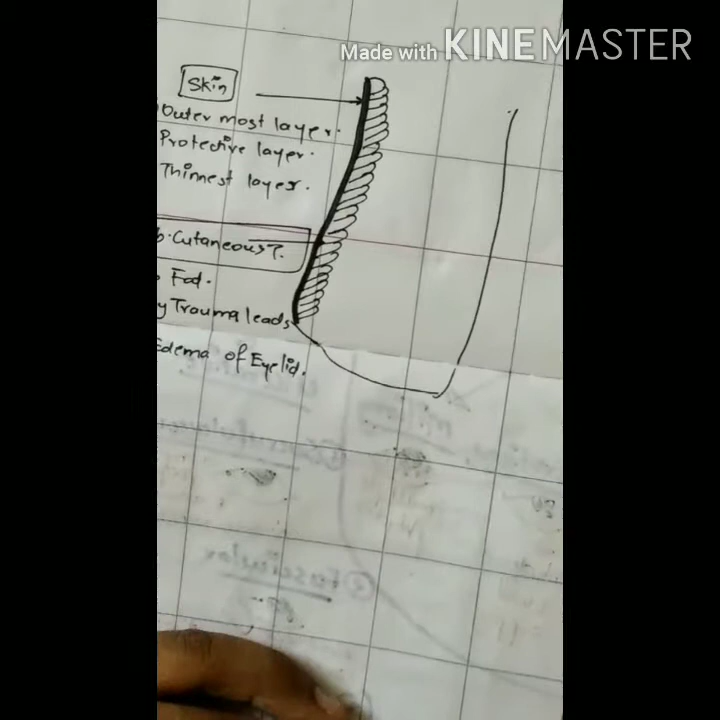 Made with KINEMASTER
Skin
Outer most layer.
Protective layer.
Thinnest layer.
b. Cutaneous T.
Fat.
y Trauma leads
Edema of Eyelid.